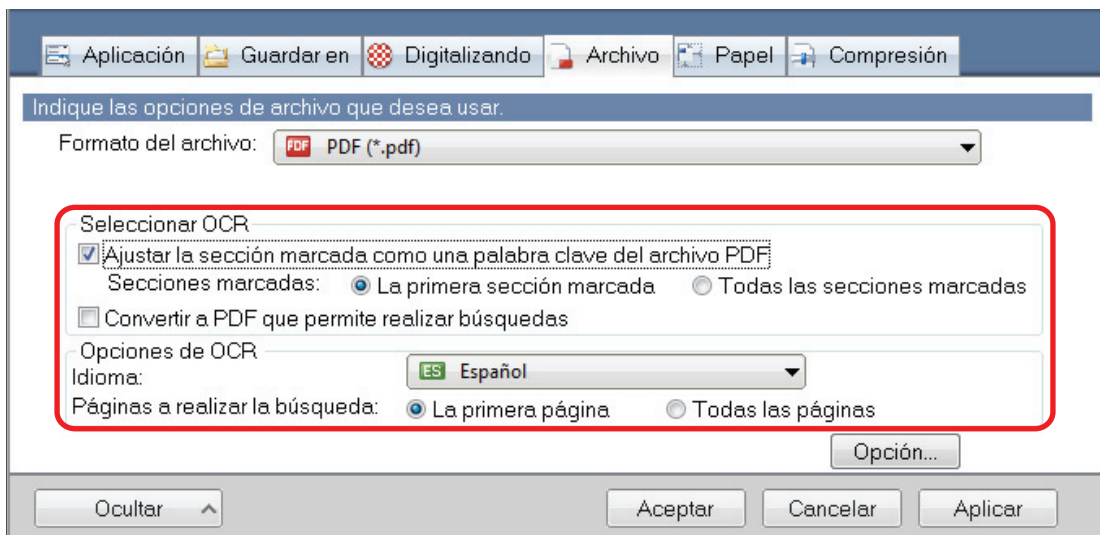 Aplicación Guardar en Digitalizando Archivo Papel Compresión
Indique las opciones de archivo que desea usar.
Formato del archivo: PDF PDF (*.pdf)
Seleccionar OCR
Ajustar la sección marcada como una palabra clave del archivo PDF
Secciones marcadas: La primera sección marcada Todas las secciones marcadas
Convertir a PDF que permite realizar búsquedas
Opciones de OCR
Idioma: ES Español
Páginas a realizar la búsqueda: La primera página Todas las páginas
Opción...
Ocultar Aceptar Cancelar Aplicar